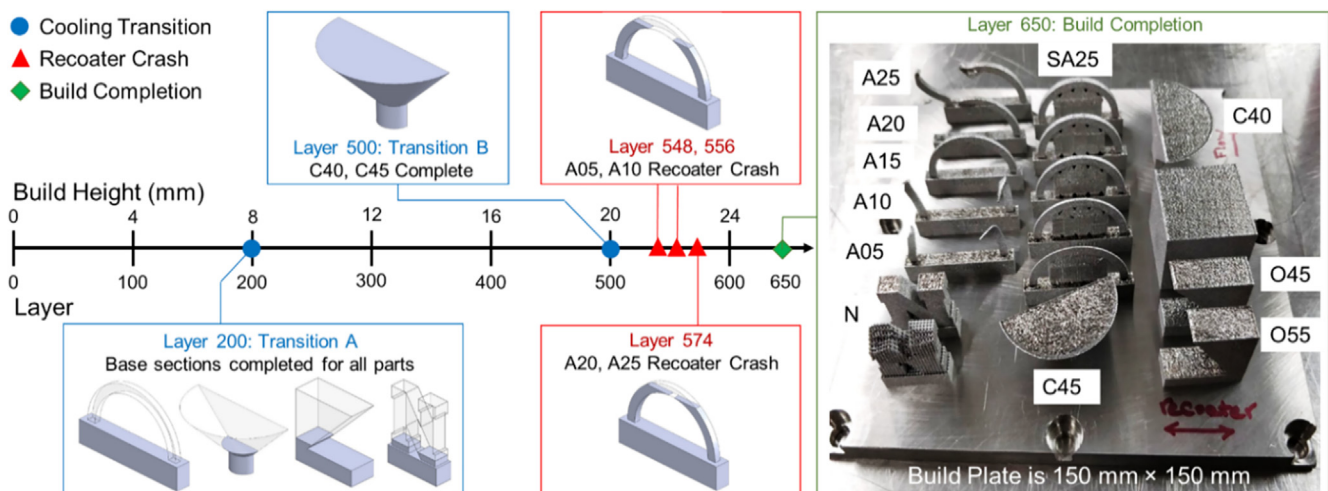 Cooling Transition
Recoater Crash
Build Completion
Layer 500: Transition B
C40, C45 Complete
Layer 548, 556
A05, A10 Recoater Crash
Build Height (mm)
0 4 8 12 16 20 24
0 100 200 300 400 500 600 650
Layer
Layer 200: Transition A
Base sections completed for all parts
Layer 574
A20, A25 Recoater Crash
Layer 650: Build Completion
SA25
A25
C40
A20
Flow
A15
A10
A05
O45
N
O55
C45
recoater
Build Plate is 150 mm × 150 mm